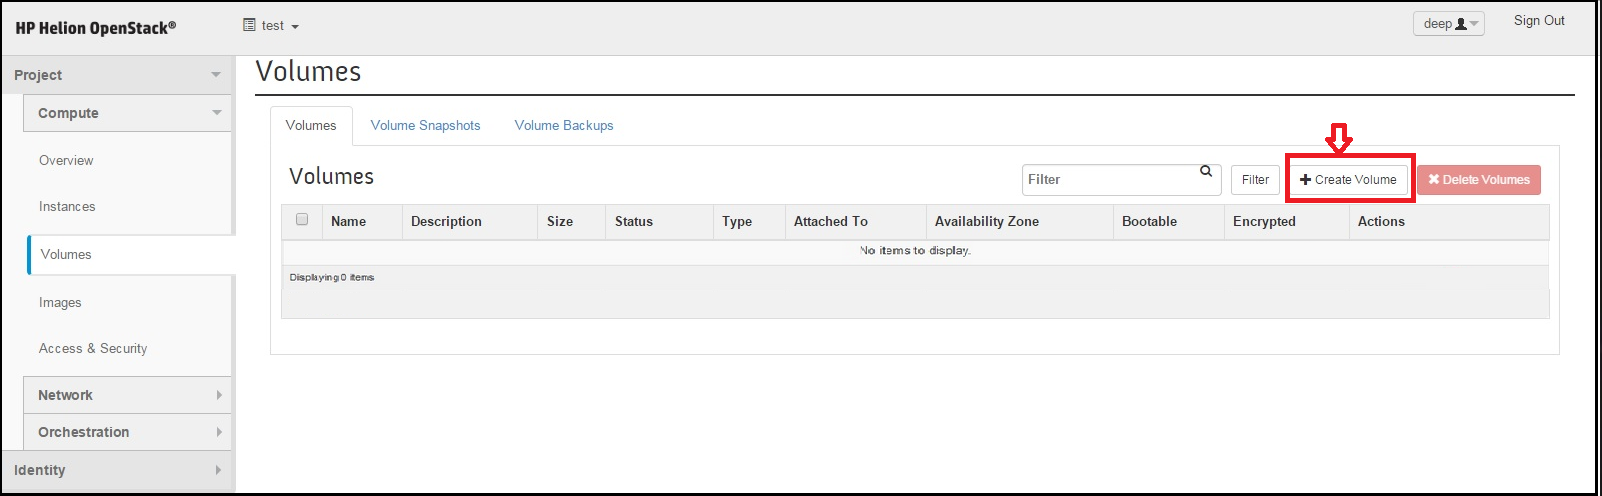 HP Helion OpenStack® test deep Sign Out
Project
Volumes
Compute
Volumes Volume Snapshots Volume Backups
Overview
Volumes Filter Filter Create Volume Delete Volumes
Instances
Name Description Size Status Type Attached To Availability Zone Bootable Encrypted Actions
Volumes
No items to display.
Displaying 0 items
Images
Access & Security
Network
Orchestration
Identity